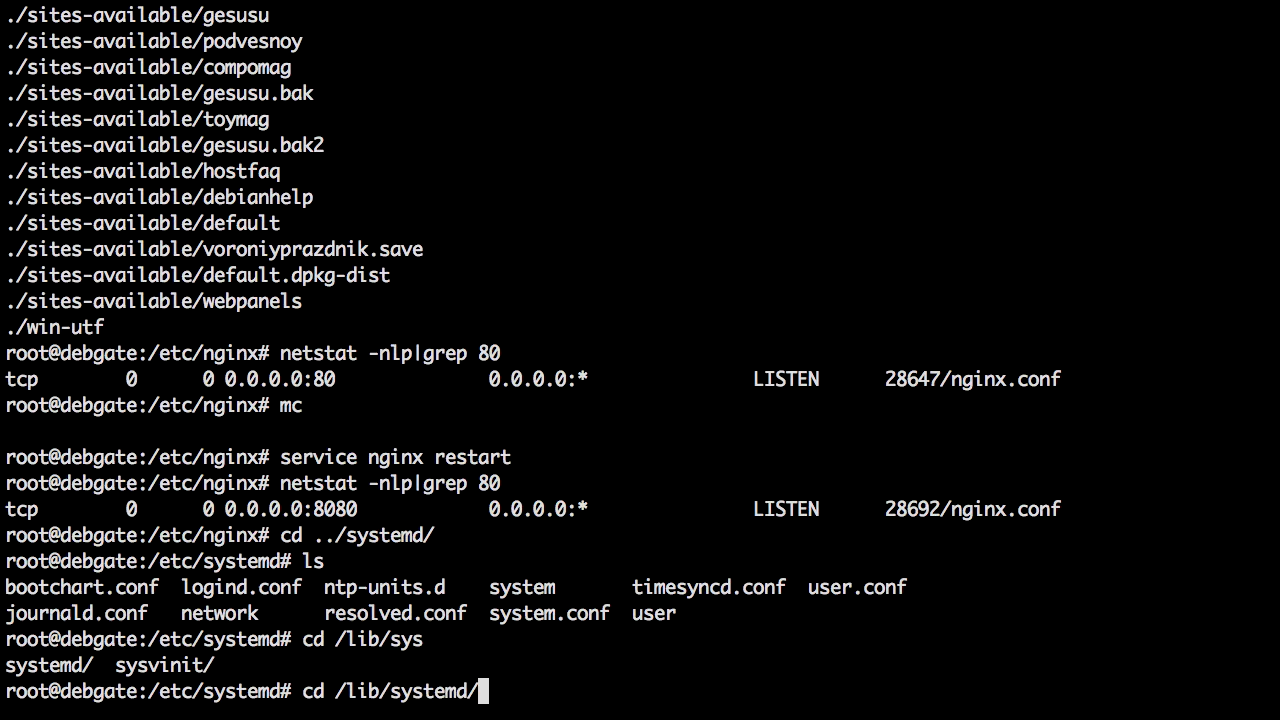 ./sites-available/gesusu
./sites-available/podvesnoy
./sites-available/compomag
./sites-available/gesusu.bak
./sites-available/toymag
./sites-available/gesusu.bak2
./sites-available/hostfaq
./sites-available/debianhelp
./sites-available/default
./sites-available/voroniyprazdnik.save
./sites-available/default.dpkg-dist
./sites-available/webpanels
./win-utf
root@debgate:/etc/nginx# netstat -nlp|grep 80
tcp        0      0 0.0.0.0:80              0.0.0.0:*               LISTEN      28647/nginx.conf
root@debgate:/etc/nginx# mc
root@debgate:/etc/nginx# service nginx restart
root@debgate:/etc/nginx# netstat -nlp|grep 80
tcp        0      0 0.0.0.0:8080            0.0.0.0:*               LISTEN      28692/nginx.conf
root@debgate:/etc/nginx# cd ../systemd/
root@debgate:/etc/systemd# ls
bootchart.conf  logind.conf  ntp-units.d    system       timesyncd.conf  user.conf
journald.conf   network      resolved.conf  system.conf  user
root@debgate:/etc/systemd# cd /lib/sys
systemd/  sysvinit/
root@debgate:/etc/systemd# cd /lib/systemd/